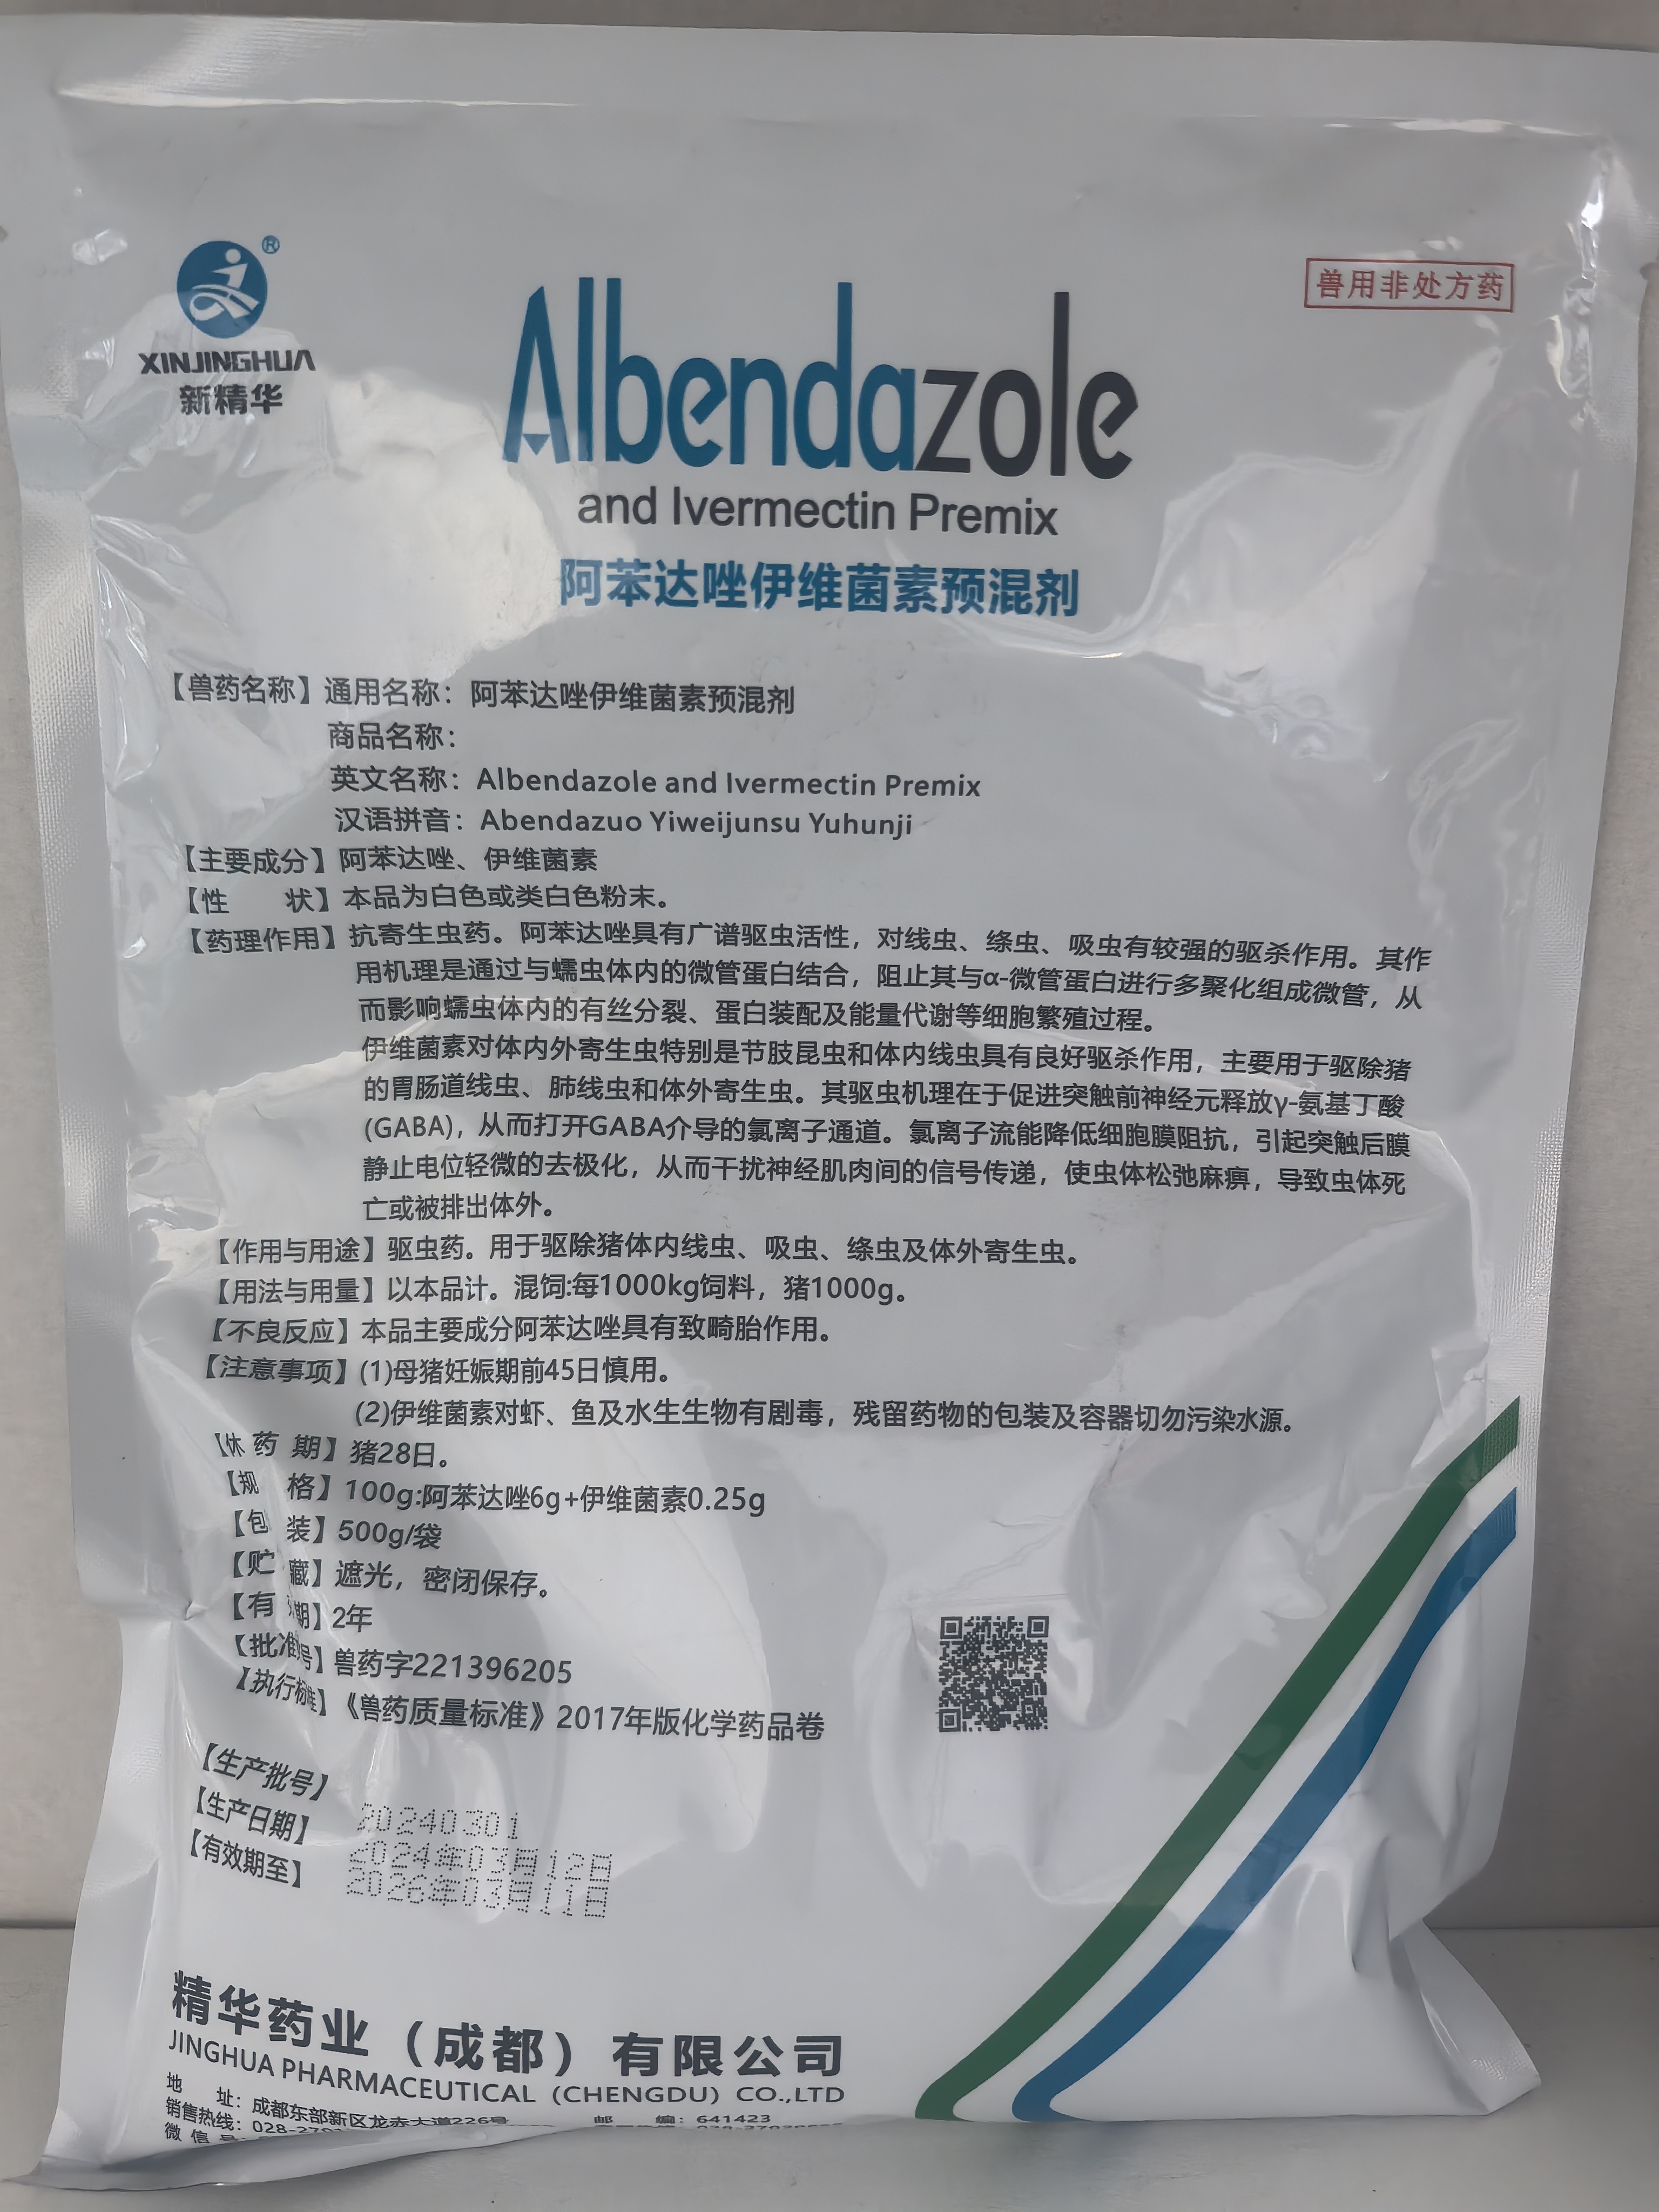 ®
兽用非处方药
XINJINGHUA
新精华
Albendazole
and Ivermectin Premix
阿苯达唑伊维菌素预混剂
【兽药名称】通用名称：阿苯达唑伊维菌素预混剂
商品名称：
英文名称：Albendazole and Ivermectin Premix
汉语拼音：Abendazuo Yiweijunsu Yuhunji
【主要成分】阿苯达唑、伊维菌素
【性 状】本品为白色或类白色粉末。
【药理作用】抗寄生虫药。阿苯达唑具有广谱驱虫活性，对线虫、绦虫、吸虫有较强的驱杀作用。其作
用机理是通过与蠕虫体内的微管蛋白结合，阻止其与α-微管蛋白进行多聚化组成微管，从
而影响蠕虫体内的有丝分裂、蛋白装配及能量代谢等细胞繁殖过程。
伊维菌素对体内外寄生虫特别是节肢昆虫和体内线虫具有良好驱杀作用，主要用于驱除猪
的胃肠道线虫、肺线虫和体外寄生虫。其驱虫机理在于促进突触前神经元释放γ-氨基丁酸
(GABA)，从而打开GABA介导的氯离子通道。氯离子流能降低细胞膜阻抗，引起突触后膜
静止电位轻微的去极化，从而干扰神经肌肉间的信号传递，使虫体松弛麻痹，导致虫体死
亡或被排出体外。
【作用与用途】驱虫药。用于驱除猪体内线虫、吸虫、绦虫及体外寄生虫。
【用法与用量】以本品计。混饲:每1000kg饲料，猪1000g。
【不良反应】本品主要成分阿苯达唑具有致畸胎作用。
【注意事项】(1)母猪妊娠期前45日慎用。
(2)伊维菌素对虾、鱼及水生生物有剧毒，残留药物的包装及容器切勿污染水源。
【休 药 期】猪28日。
【规 格】100g:阿苯达唑6g+伊维菌素0.25g
【包 装】500g/袋
【贮 藏】遮光，密闭保存。
【有 期】2年
【批准 号】兽药字221396205
【执行标准】《兽药质量标准》2017年版化学药品卷
【生产批号】 20240301
【生产日期】 2024年03月12日
【有效期至】 2026年03月11日
精华药业（成都）有限公司
JINGHUA PHARMACEUTICAL (CHENGDU) CO.,LTD
地 址：成都东部新区龙赤大道226号 邮 编：641423
销售热线：028-270
微 信 号：